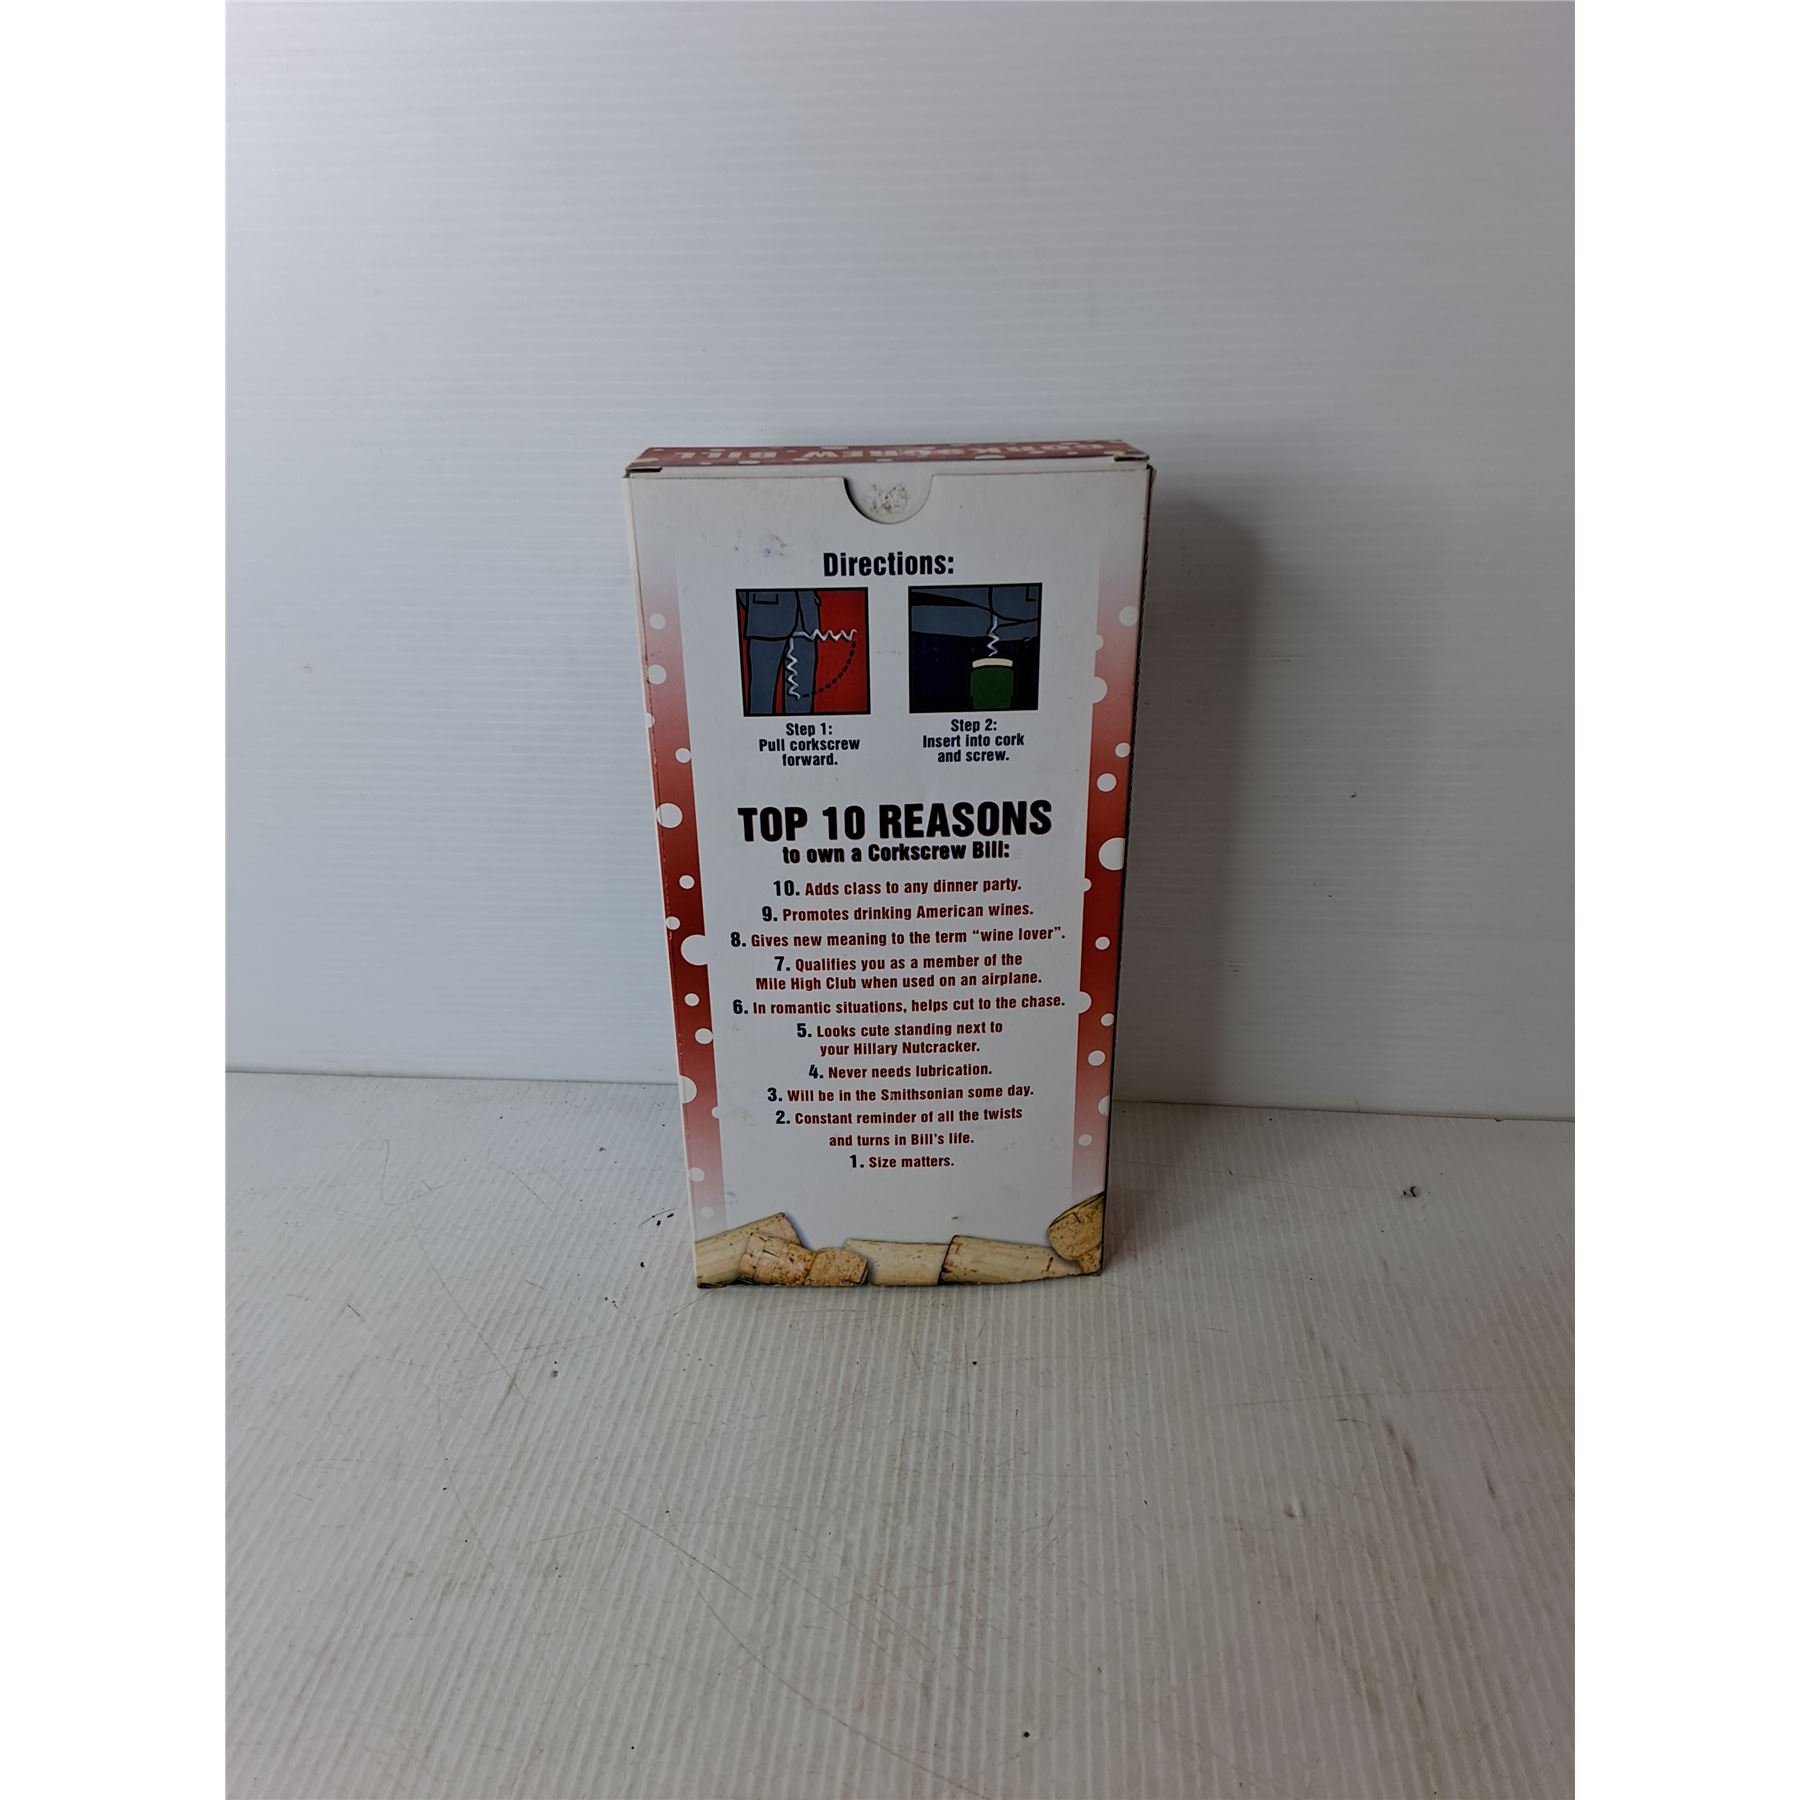 CORKSCREW BILL
Directions:
Step 1:
Pull corkscrew
forward.
Step 2:
Insert into cork
and screw.
TOP 10 REASONS
to own a Corkscrew Bill:
10. Adds class to any dinner party.
9. Promotes drinking American wines.
8. Gives new meaning to the term “wine lover”.
7. Qualifies you as a member of the
Mile High Club when used on an airplane.
6. In romantic situations, helps cut to the chase.
5. Looks cute standing next to
your Hillary Nutcracker.
4. Never needs lubrication.
3. Will be in the Smithsonian some day.
2. Constant reminder of all the twists
and turns in Bill's life.
1. Size matters.